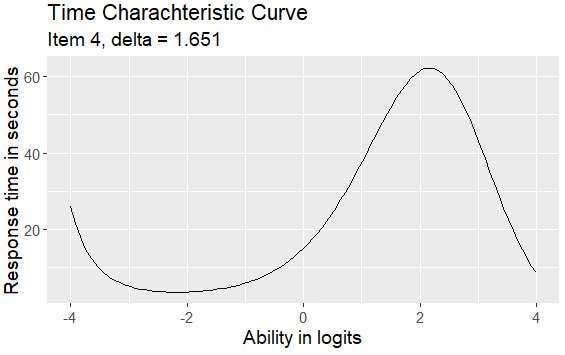 Time Charachteristic Curve
Item 4, delta = 1.651
Response time in seconds
60
40
20
-4 -2 0 2 4
Ability in logits